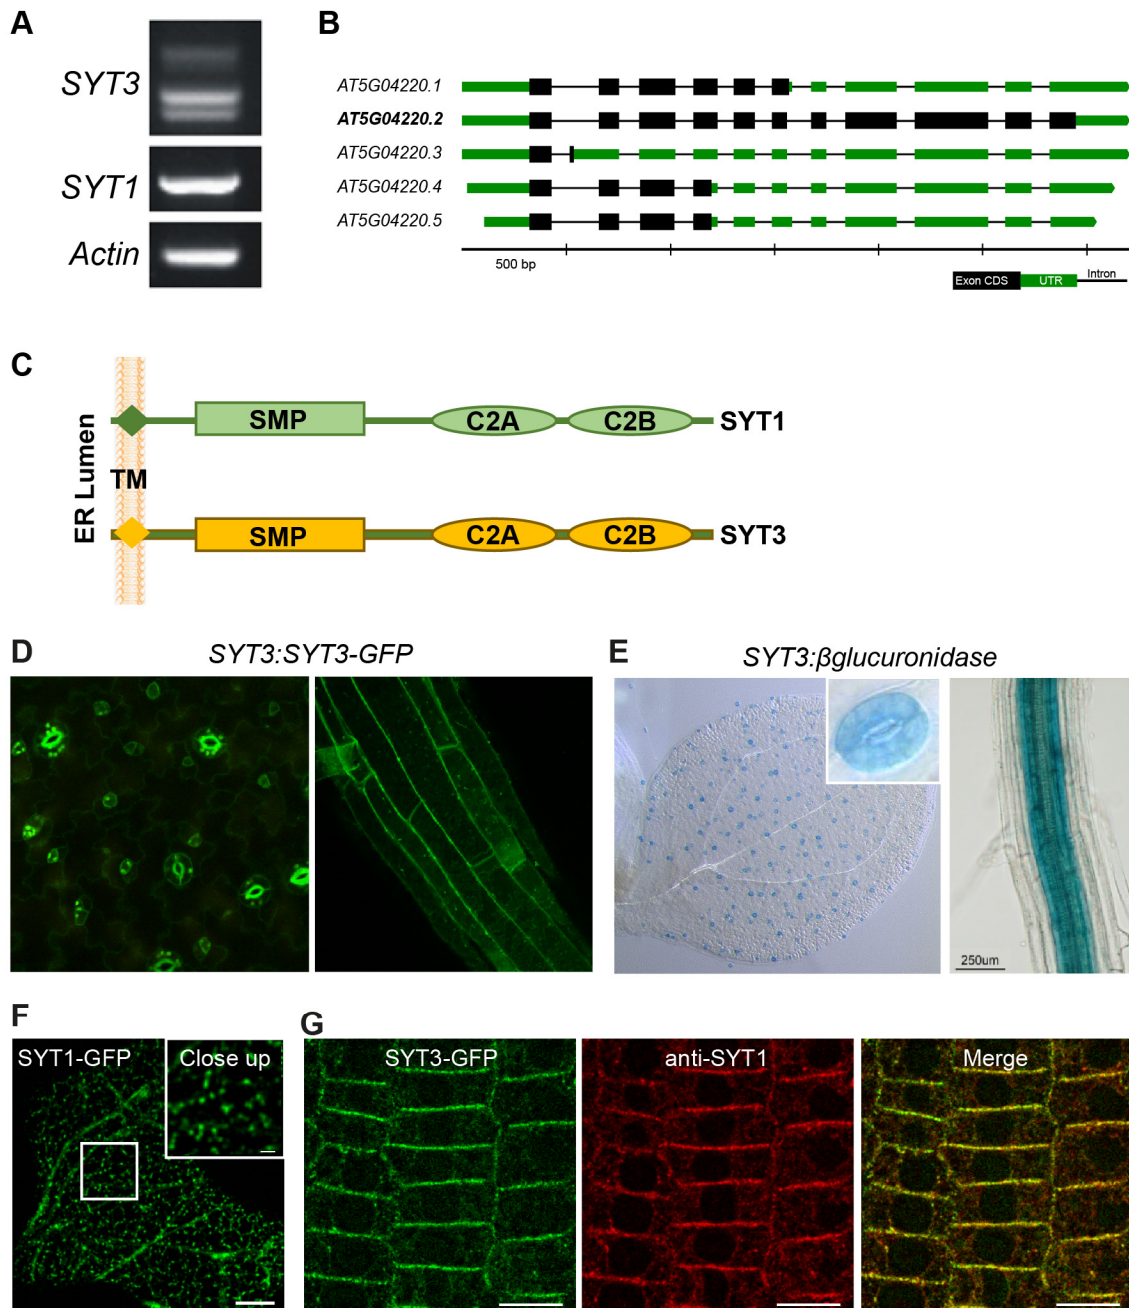 A
SYT3
SYT1
Actin
B
AT5G04220.1
AT5G04220.2
AT5G04220.3
AT5G04220.4
AT5G04220.5
500 bp
Exon CDS UTR Intron
C
ER Lumen
TM
SMP C2A C2B SYT1
SMP C2A C2B SYT3
D
SYT3:SYT3-GFP
E
SYT3:βglucuronidase
250um
F
SYT1-GFP Close up
G
SYT3-GFP anti-SYT1 Merge